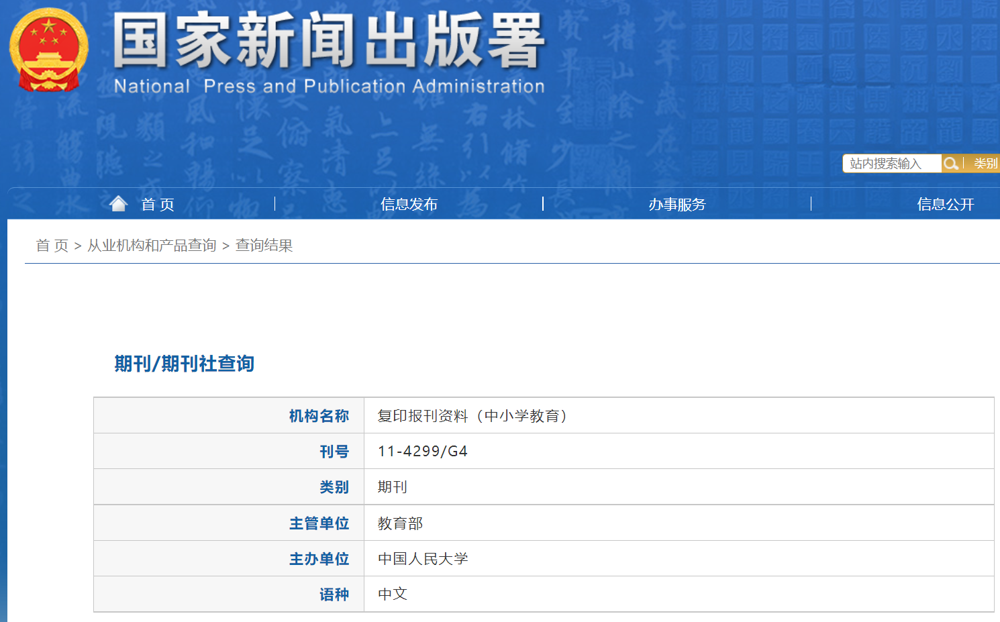 国家新闻出版署
National Press and Publication Administration
站内搜索输入 类别
首 页 信息发布 办事服务 信息公开
首 页 > 从业机构和产品查询 > 查询结果
期刊/期刊社查询
机构名称 复印报刊资料（中小学教育）
刊号 11-4299/G4
类别 期刊
主管单位 教育部
主办单位 中国人民大学
语种 中文